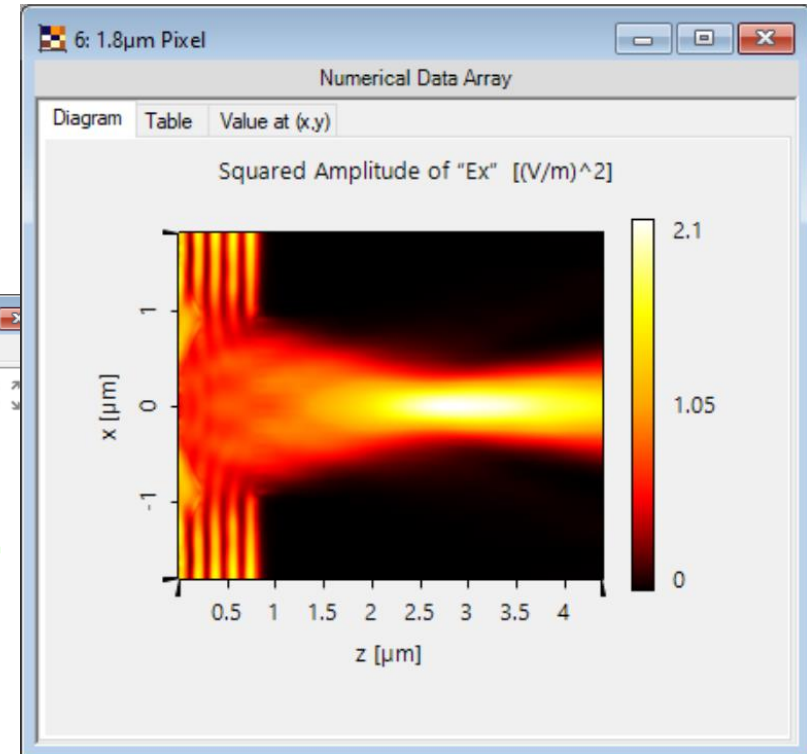 6: 1.8µm Pixel
Numerical Data Array
Diagram Table Value at (x,y)
Squared Amplitude of “Ex” [(V/m)^2]
2.1
1
1.05
x [µm]
0
-1
0
0.5 1 1.5 2 2.5 3 3.5 4
z [µm]